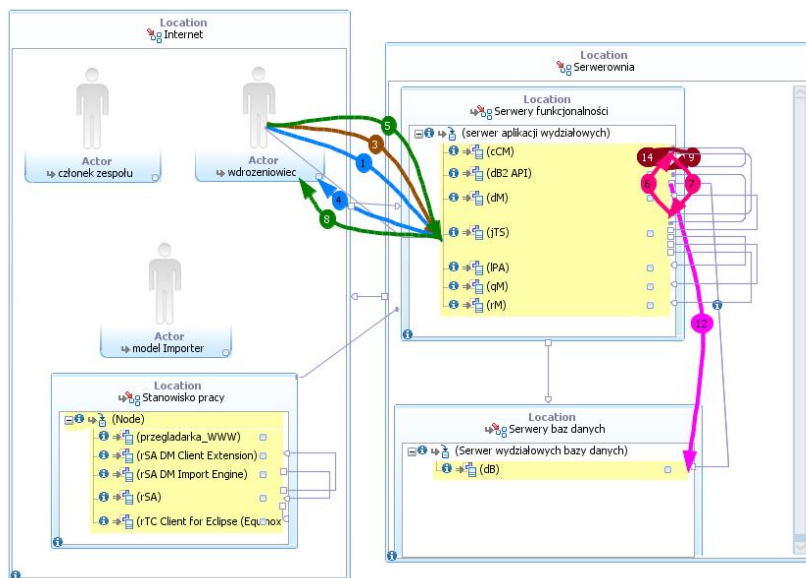 Location
Internet
Actor
członek zespołu
Actor
wdrozeniowiec
Actor
model Importer
Location
Stanowisko pracy
(Node)
(przegladarka_WWW)
(rSA DM Client Extension)
(rSA DM Import Engine)
(rSA)
(rTC Client for Eclipse (Equinox
5
3
1
4
8
Location
Serwerownia
Location
Serwery funkcjonalności
(serwer aplikacji wydziałowych)
(cCM)
(dB2 API)
(dM)
(jTS)
(lPA)
(qM)
(rM)
14
9
6
7
12
Location
Serwery baz danych
(Serwer wydziałowych bazy danych)
(dB)